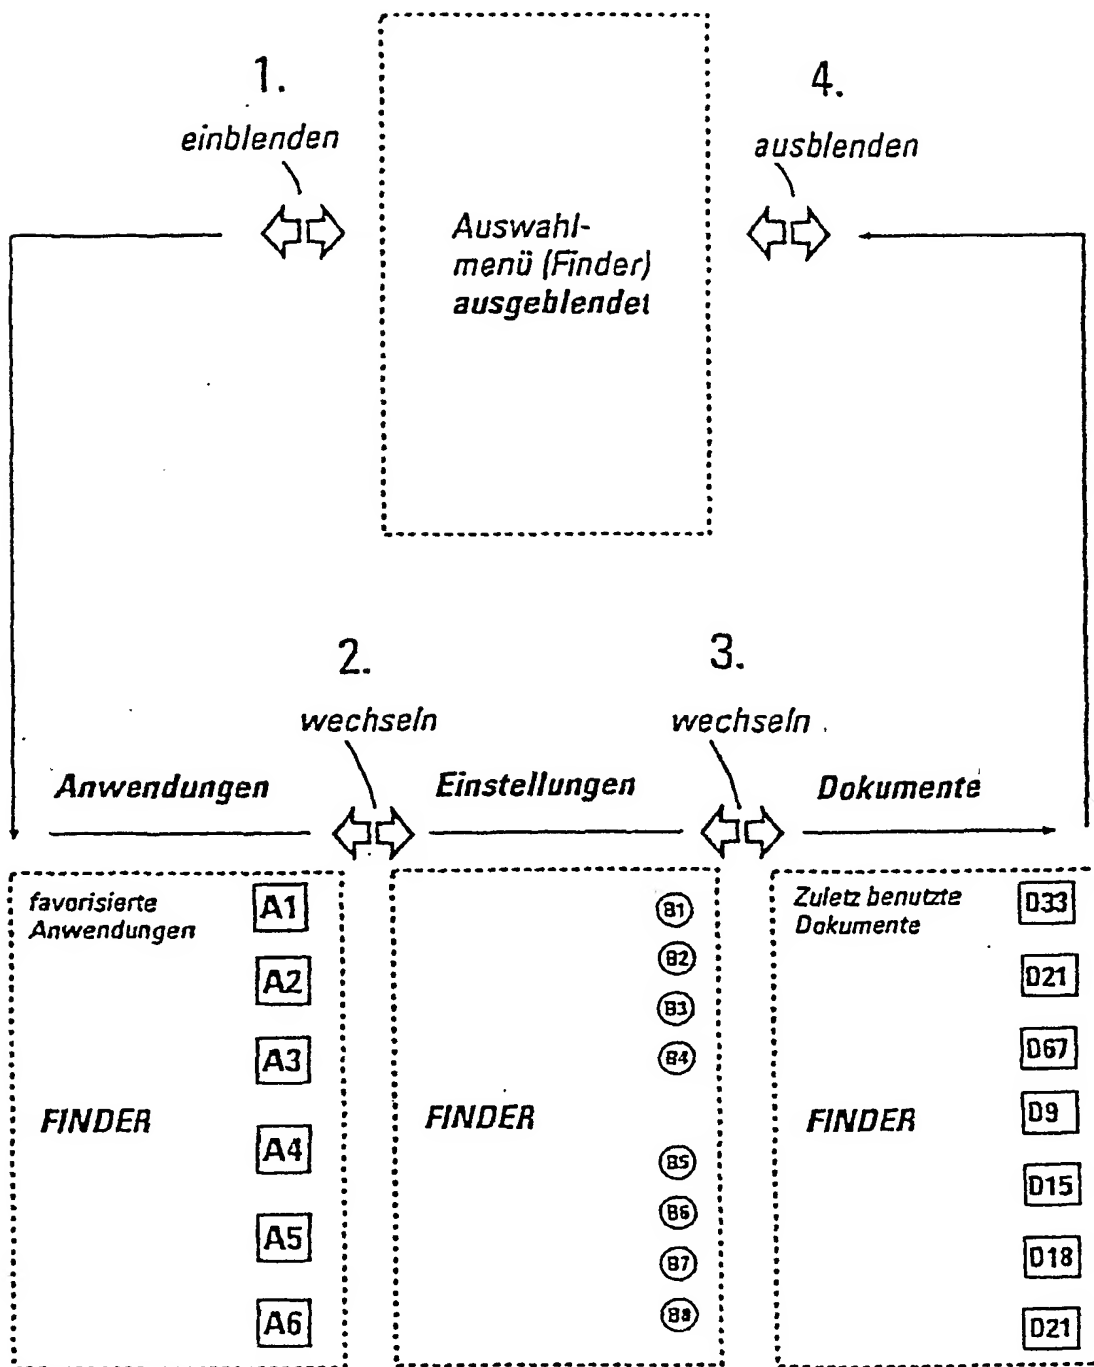 1.
einblenden
4.
ausblenden
Auswahl-
menü (Finder)
ausgeblendet
2.
wechseln
3.
wechseln
Anwendungen
Einstellungen
Dokumente
favorisierte
Anwendungen
A1
A2
A3
FINDER
A4
A5
A6
B1
B2
B3
B4
FINDER
B5
B6
B7
B8
Zuletz benutzte
Dokumente
D33
D21
D67
D9
FINDER
D15
D18
D21